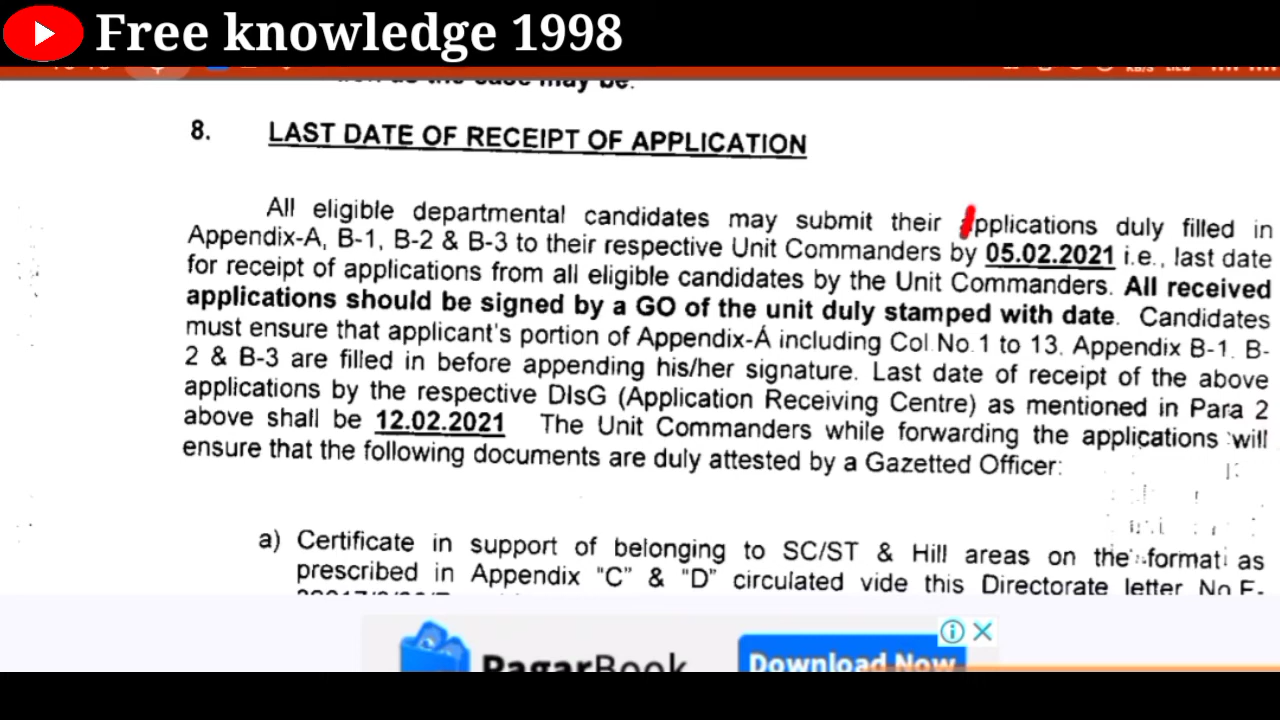 Free knowledge 1998
as the case may be.
8. LAST DATE OF RECEIPT OF APPLICATION
All eligible departmental candidates may submit their applications duly filled in
Appendix-A, B-1, B-2 & B-3 to their respective Unit Commanders by 05.02.2021 i.e., last date
for receipt of applications from all eligible candidates by the Unit Commanders. All received
applications should be signed by a GO of the unit duly stamped with date. Candidates
must ensure that applicant's portion of Appendix-A including Col.No.1 to 13. Appendix B-1. B-
2 & B-3 are filled in before appending his/her signature. Last date of receipt of the above
applications by the respective DIsG (Application Receiving Centre) as mentioned in Para 2
above shall be 12.02.2021 The Unit Commanders while forwarding the applications will
ensure that the following documents are duly attested by a Gazetted Officer:
a) Certificate in support of belonging to SC/ST & Hill areas on the format as
prescribed in Appendix "C" & "D" circulated vide this Directorate letter No.E-
PagarBook
Download Now